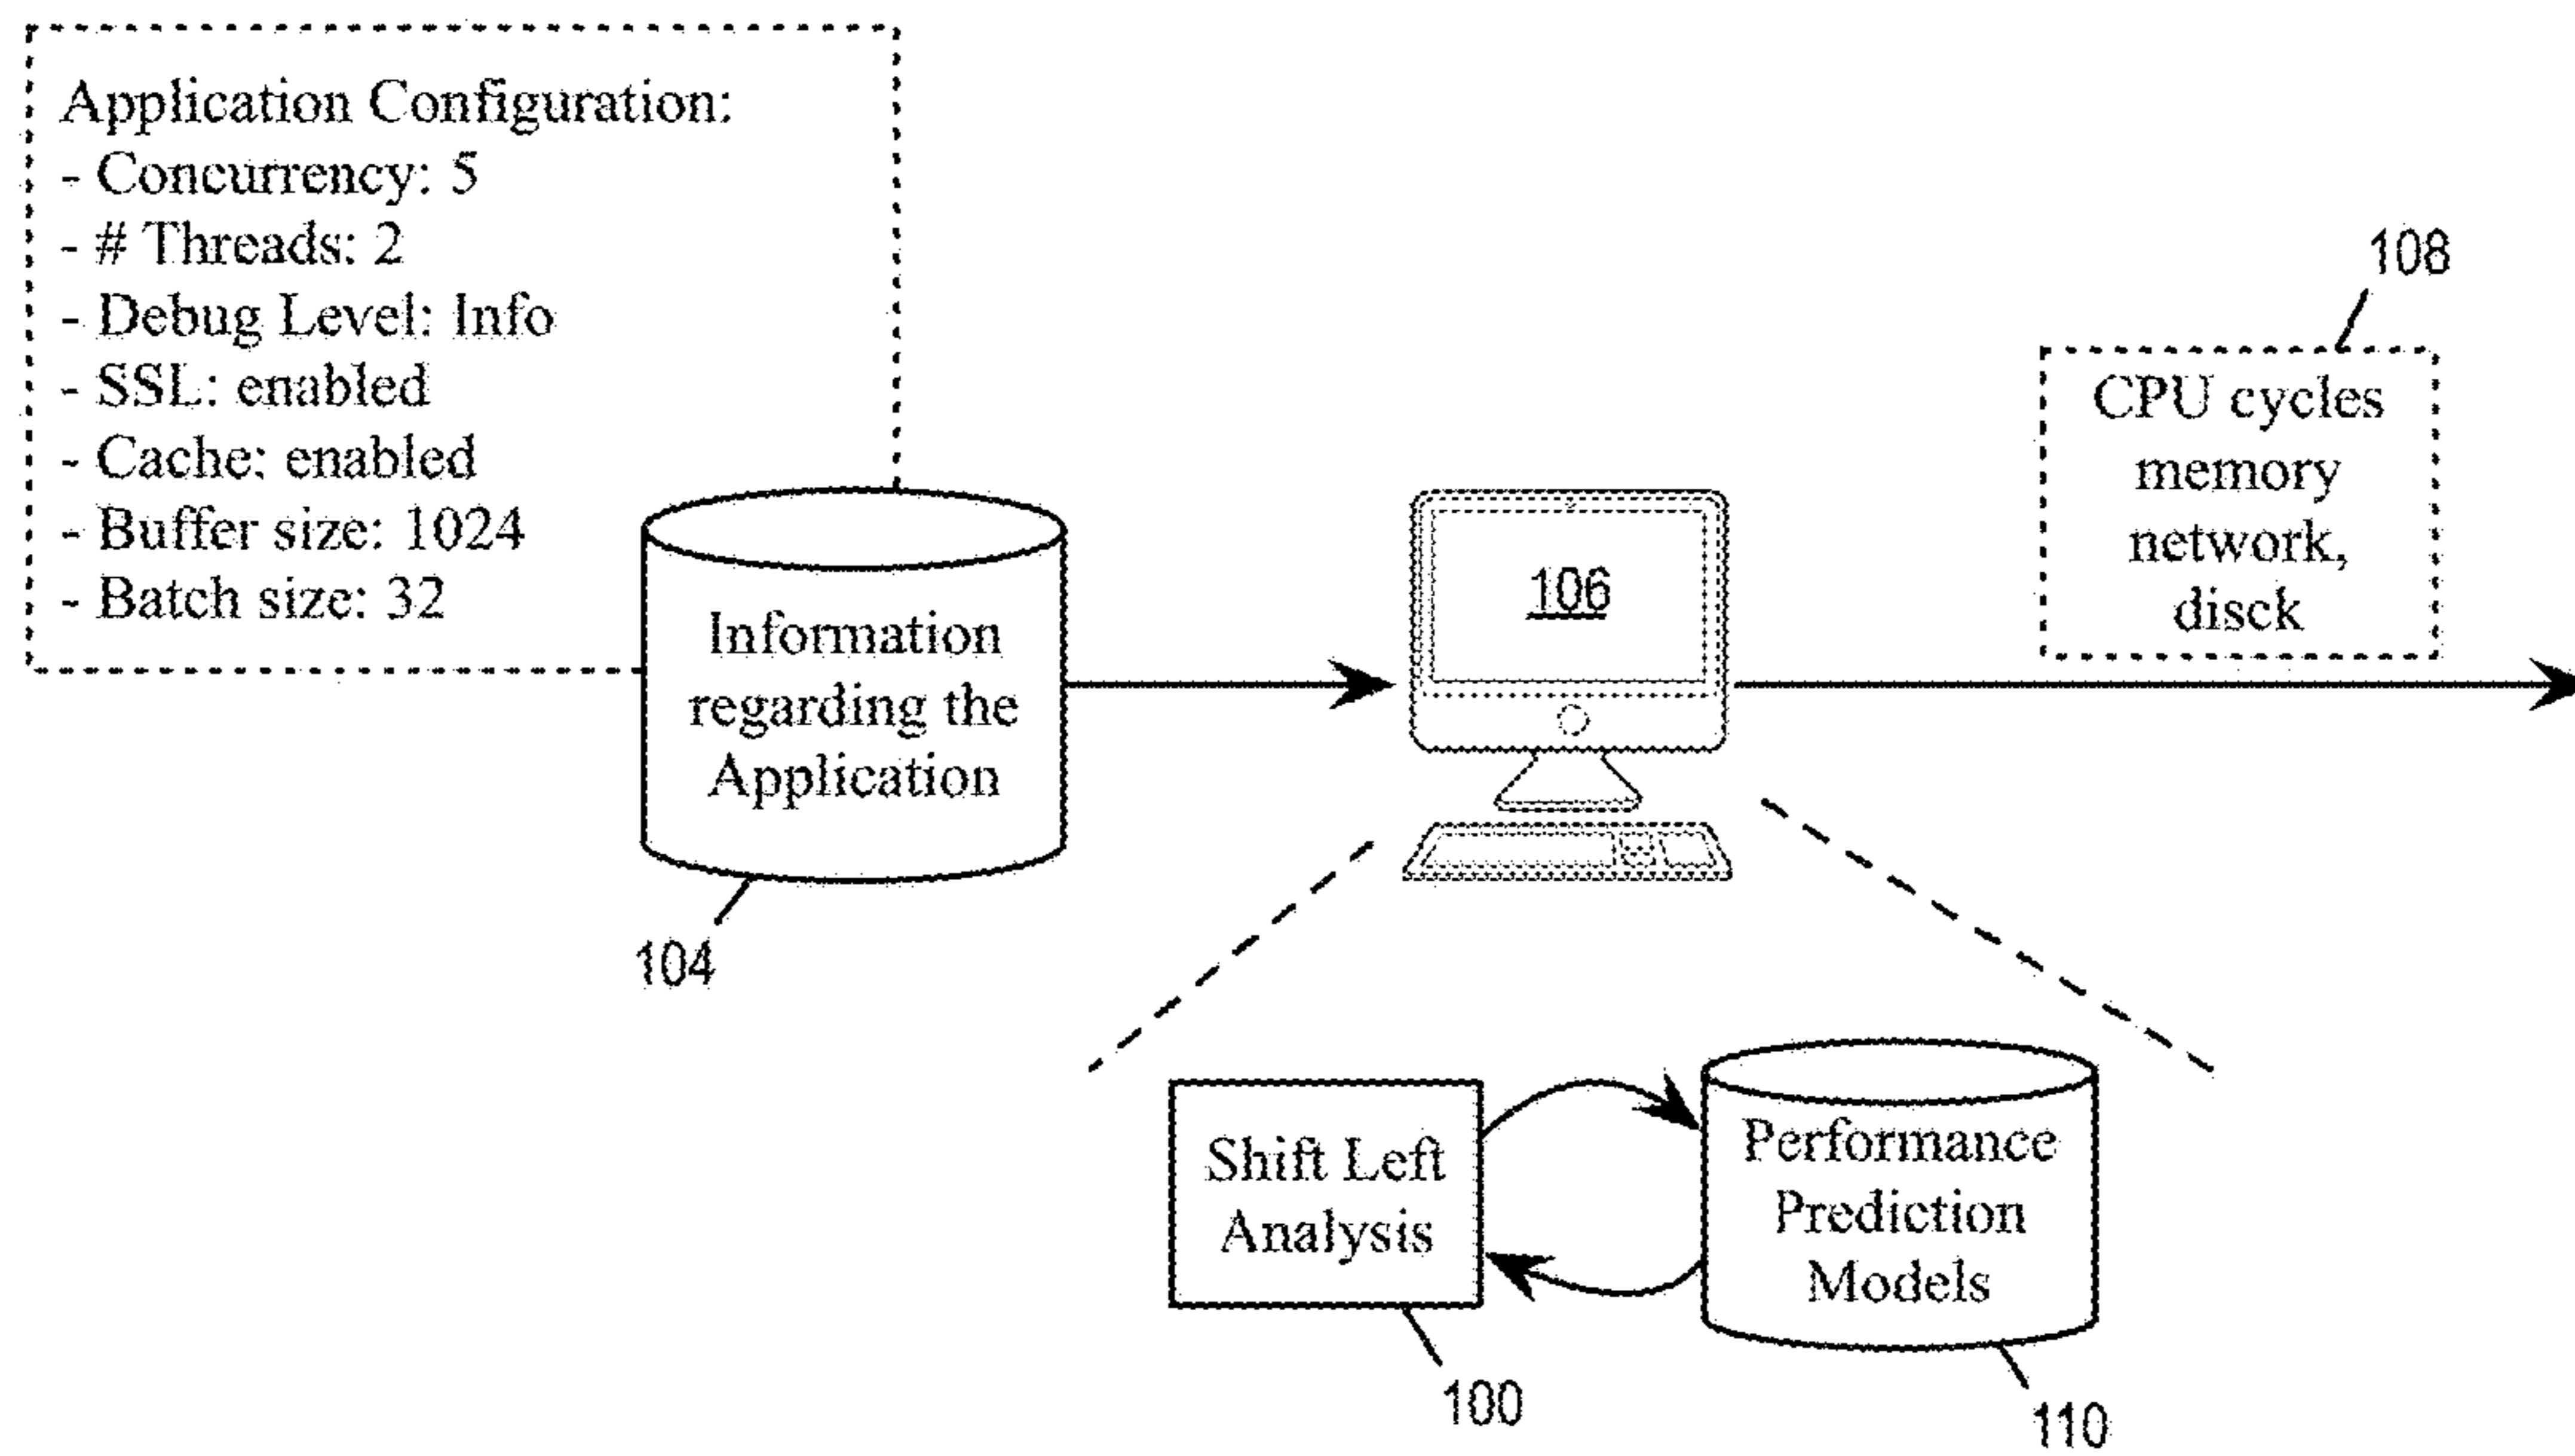 Application Configuration:
- Concurrency: 5
- # Threads: 2
- Debug Level: Info
- SSL: enabled
- Cache: enabled
- Buffer size: 1024
- Batch size: 32
Information
regarding the
Application
104
106
108
CPU cycles
memory
network,
disck
Shift Left
Analysis
100
Performance
Prediction
Models
110